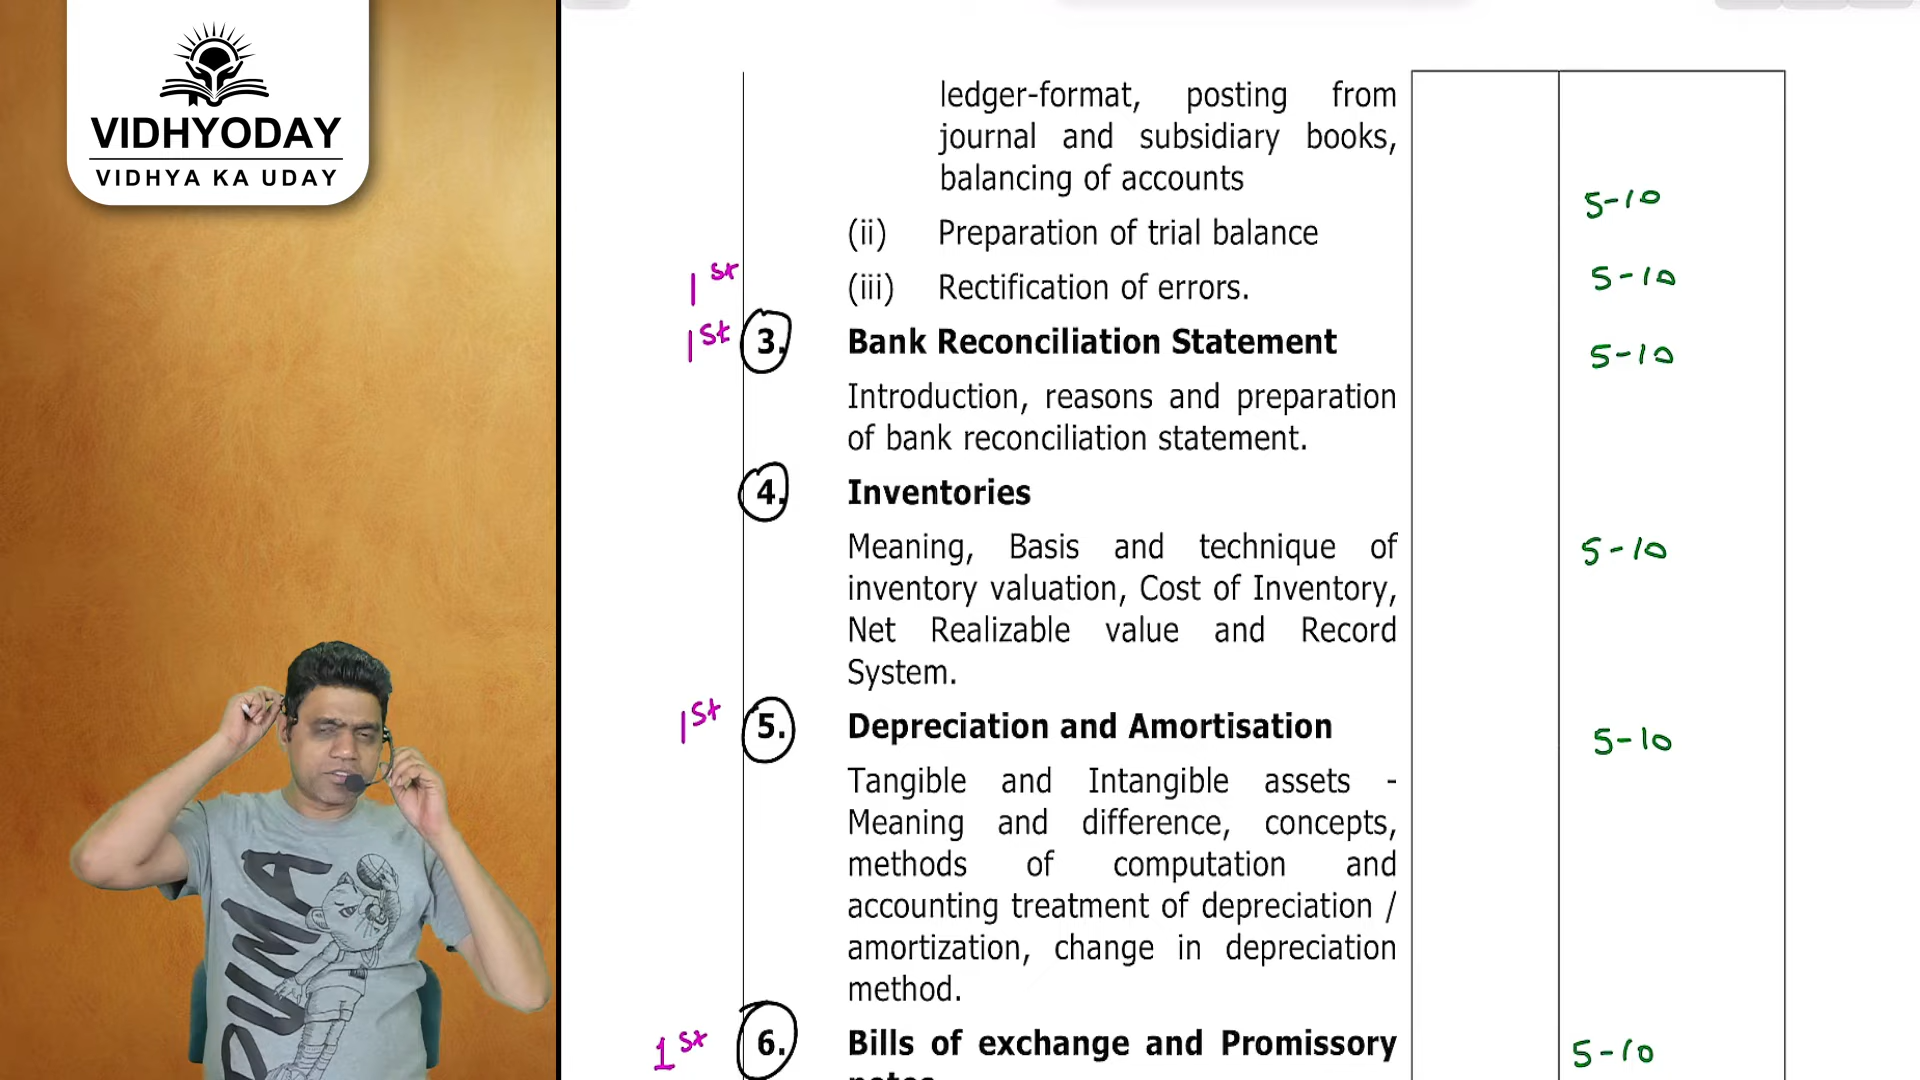 VIDHYODAY
VIDHYA KA UDAY
ledger-format, posting from
journal and subsidiary books,
balancing of accounts
5-10
(ii) Preparation of trial balance
1st (iii) Rectification of errors. 5-10
1st 3. Bank Reconciliation Statement 5-10
Introduction, reasons and preparation
of bank reconciliation statement.
4. Inventories
Meaning, Basis and technique of 5-10
inventory valuation, Cost of Inventory,
Net Realizable value and Record
System.
1st 5. Depreciation and Amortisation 5-10
Tangible and Intangible assets -
Meaning and difference, concepts,
methods of computation and
accounting treatment of depreciation /
amortization, change in depreciation
method.
1st 6. Bills of exchange and Promissory 5-10
notes
PUMA